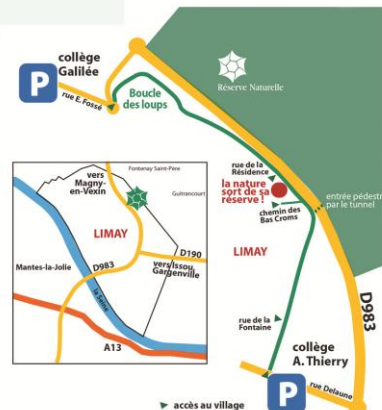 collège
Galilée
P
rue E. Fossé
Boucle
des loups
Réserve Naturelle
rue de la
Résidence
la nature
sort de sa
réserve !
chemin des
Bas Croms
entrée pédestre
par le tunnel
LIMAY
D983
rue de la
Fontaine
collège
A. Thierry
P
rue Delaune
accès au village
Fontenay Saint-Père
vers
Magny-
en-Vexin
Guitrancourt
LIMAY
D190
Mantes-la-Jolie
D983
vers Issou,
Gargenville
la Seine
A13